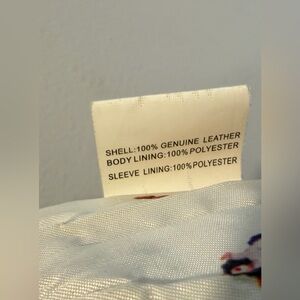 SHELL:100% GENUINE LEATHER
BODY LINING:100% POLYESTER
SLEEVE LINING:100% POLYESTER